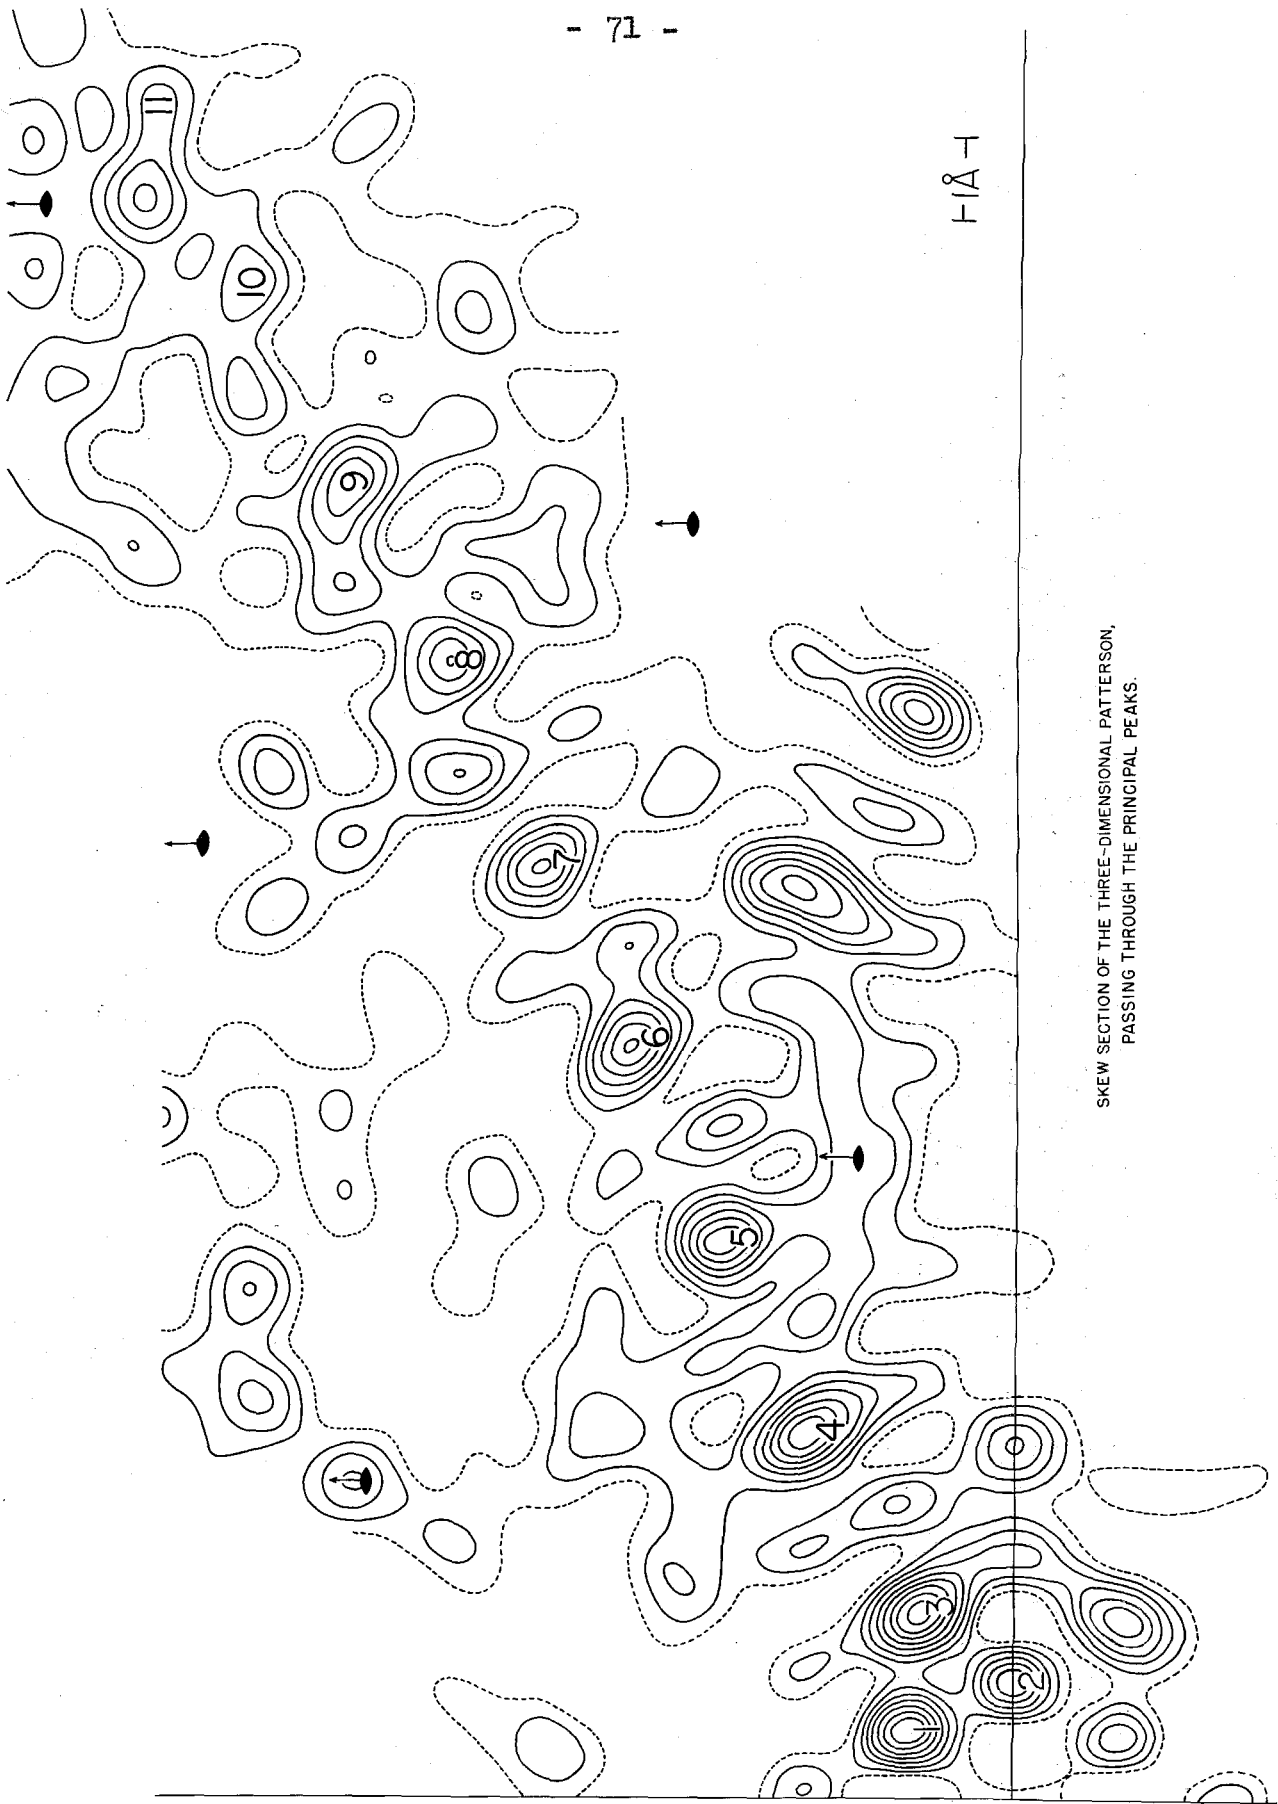 - 71 -
11
10
1Å
9
8
7
6
5
4
3
2
1
SKEW SECTION OF THE THREE-DIMENSIONAL PATTERSON,
PASSING THROUGH THE PRINCIPAL PEAKS.